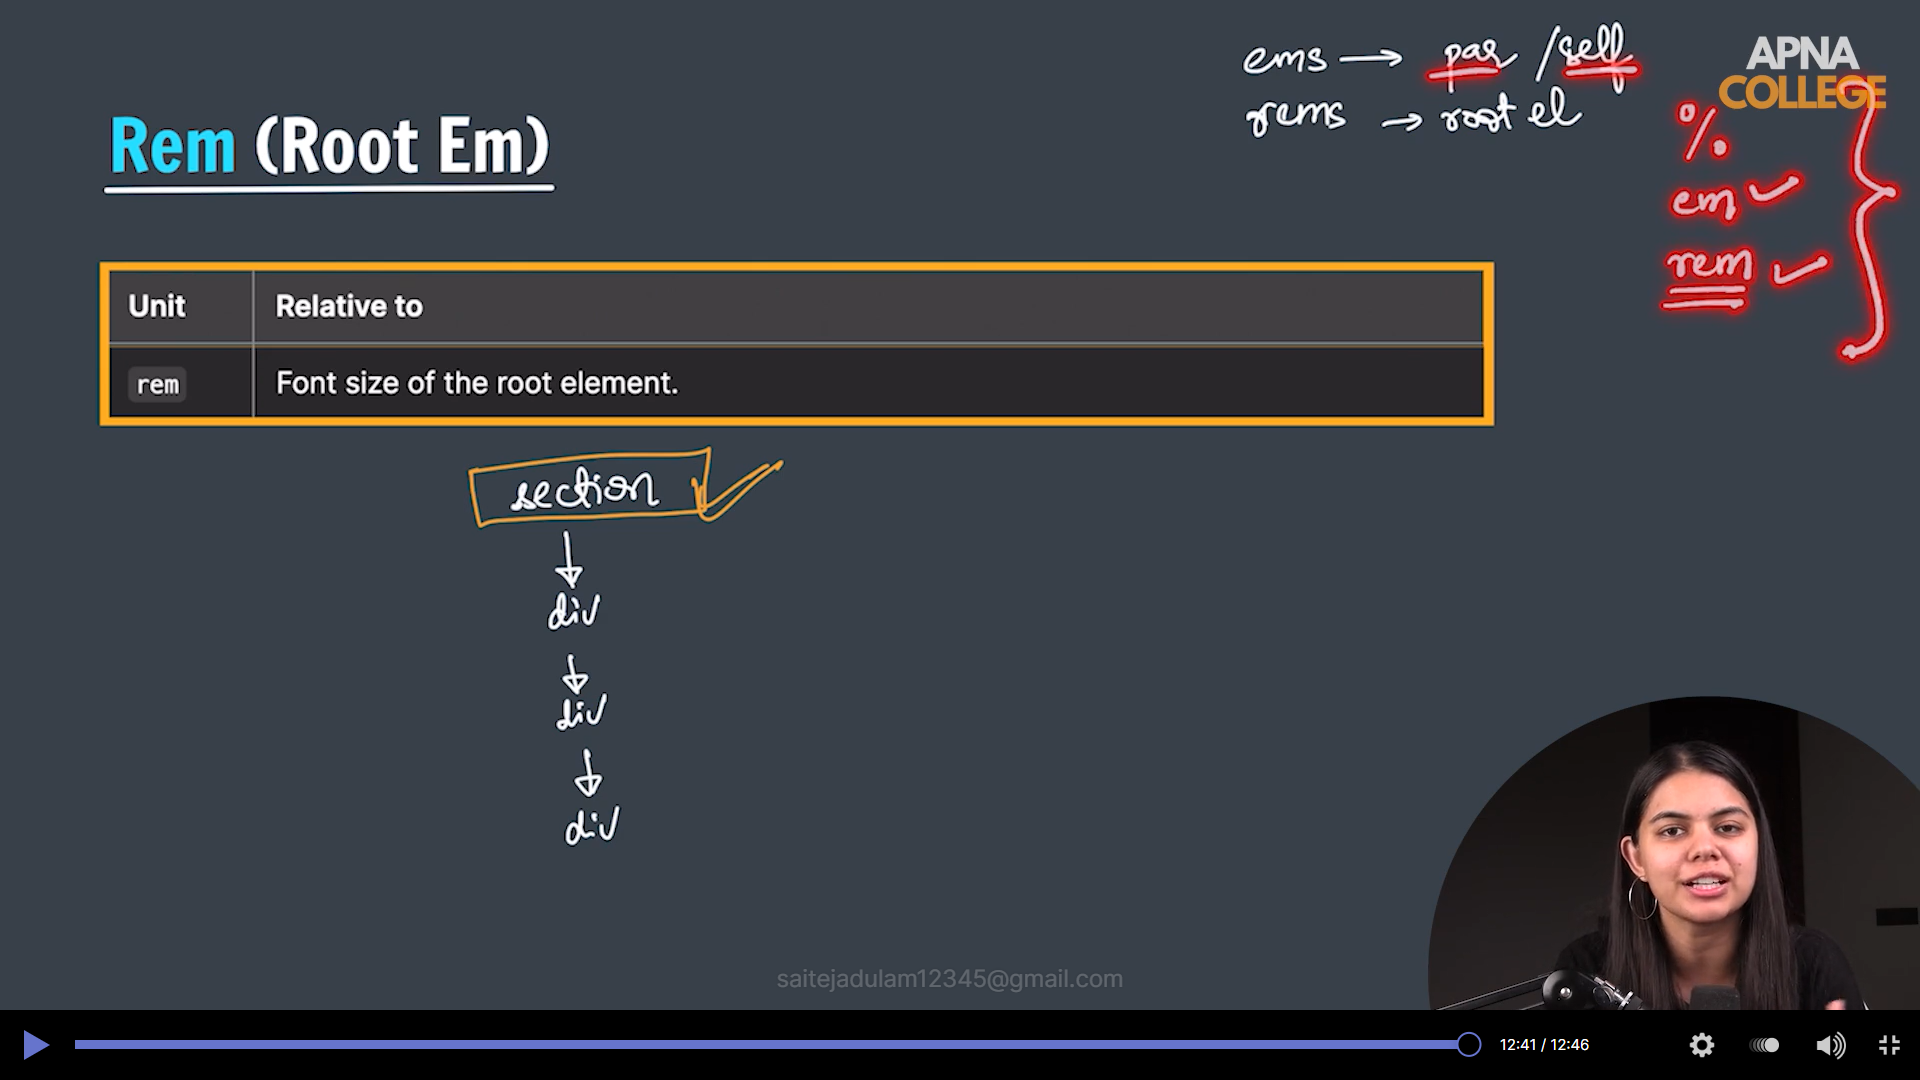 ems → par / self
rems → root el
APNA
COLLEGE
%
em ✓
rem ✓
Rem (Root Em)
Unit
Relative to
rem
Font size of the root element.
section
div
div
div
saitejadulam12345@gmail.com
12:41 / 12:46